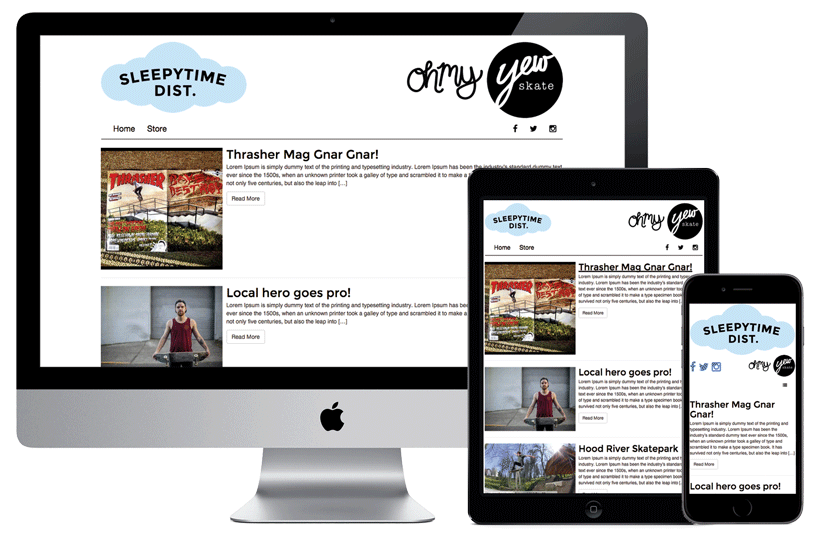 SLEEPYTIME
DIST.
oh my
yew
skate
Home Store
Thrasher Mag Gnar Gnar!
Lorem Ipsum is simply dummy text of the printing and typesetting industry. Lorem Ipsum has been the industry's standard dummy text
ever since the 1500s, when an unknown printer took a galley of type and scrambled it to make a
not only five centuries, but also the leap into […]
Read More
THRASHER
Local hero goes pro!
Lorem Ipsum is simply dummy text of the printing and typesetting industry. Lorem Ipsum has
ever since the 1500s, when an unknown printer took a galley of type and scrambled it to make a
not only five centuries, but also the leap into […]
Read More
SLEEPYTIME
DIST.
oh my
yew
skate
Home Store
THRASHER
Thrasher Mag Gnar Gnar!
Lorem Ipsum is simply dummy text of the printing and typesetting
industry. Lorem Ipsum has been the industry's standard dummy
text ever since the 1500s, when an unknown printer took a galley
of type and scrambled it to make a type specimen book. It has
survived not only five centuries, but also the leap into […]
Read More
Local hero goes pro!
Lorem Ipsum is simply dummy text of the printing and
industry. Lorem Ipsum has been the industry's standard
text ever since the 1500s, when an unknown printer took
of type and scrambled it to make a type specimen book.
survived not only five centuries, but also the leap into […]
Read More
Hood River Skatepark
Lorem Ipsum is simply dummy text of the printing and
industry. Lorem Ipsum has been the industry's standard
text ever since the 1500s, when an unknown printer took
of type and scrambled it to make a type specimen book
survived not only five centuries, but also the leap into
SLEEPYTIME
DIST.
oh my
yew
skate
Thrasher Mag Gnar
Gnar!
Lorem Ipsum is simply dummy text of the printing and
typesetting industry. Lorem Ipsum has been the
industry's standard dummy text ever since the 1500s,
when an unknown printer took a galley of type and
scrambled it to make a type specimen book. It has
survived not only five centuries, but also the leap into […]
Read More
Local hero goes pro!
Lorem Ipsum is simply dummy text of the printing and